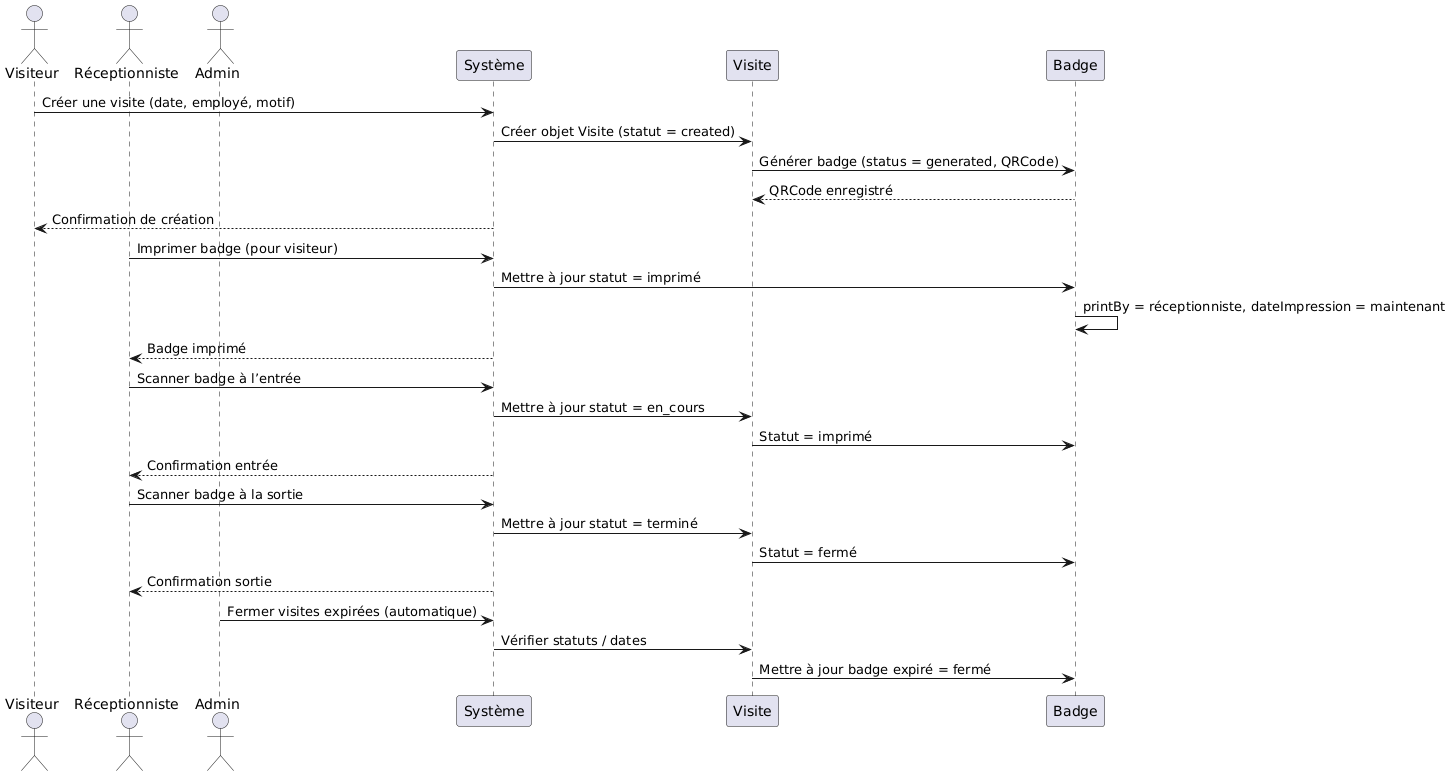 Visiteur
Réceptionniste
Admin
Système
Visite
Badge
Créer une visite (date, employé, motif)
Créer objet Visite (statut = created)
Générer badge (status = generated, QRCode)
QRCode enregistré
Confirmation de création
Imprimer badge (pour visiteur)
Mettre à jour statut = imprimé
printBy = réceptionniste, dateImpression = maintenant
Badge imprimé
Scanner badge à l’entrée
Mettre à jour statut = en_cours
Statut = imprimé
Confirmation entrée
Scanner badge à la sortie
Mettre à jour statut = terminé
Statut = fermé
Confirmation sortie
Fermer visites expirées (automatique)
Vérifier statuts / dates
Mettre à jour badge expiré = fermé
Visiteur
Réceptionniste
Admin
Système
Visite
Badge